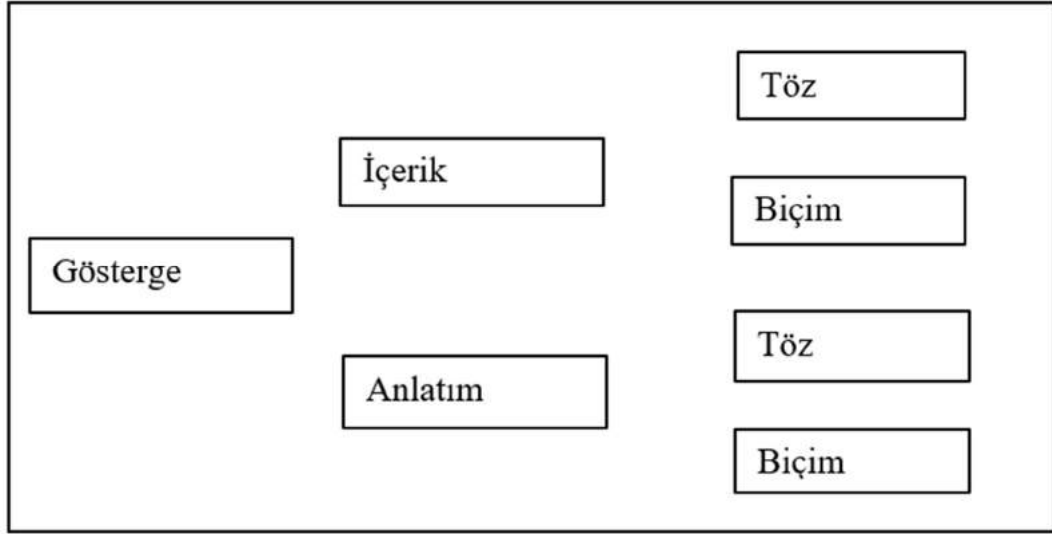 Töz
İçerik
Biçim
Gösterge
Töz
Anlatım
Biçim